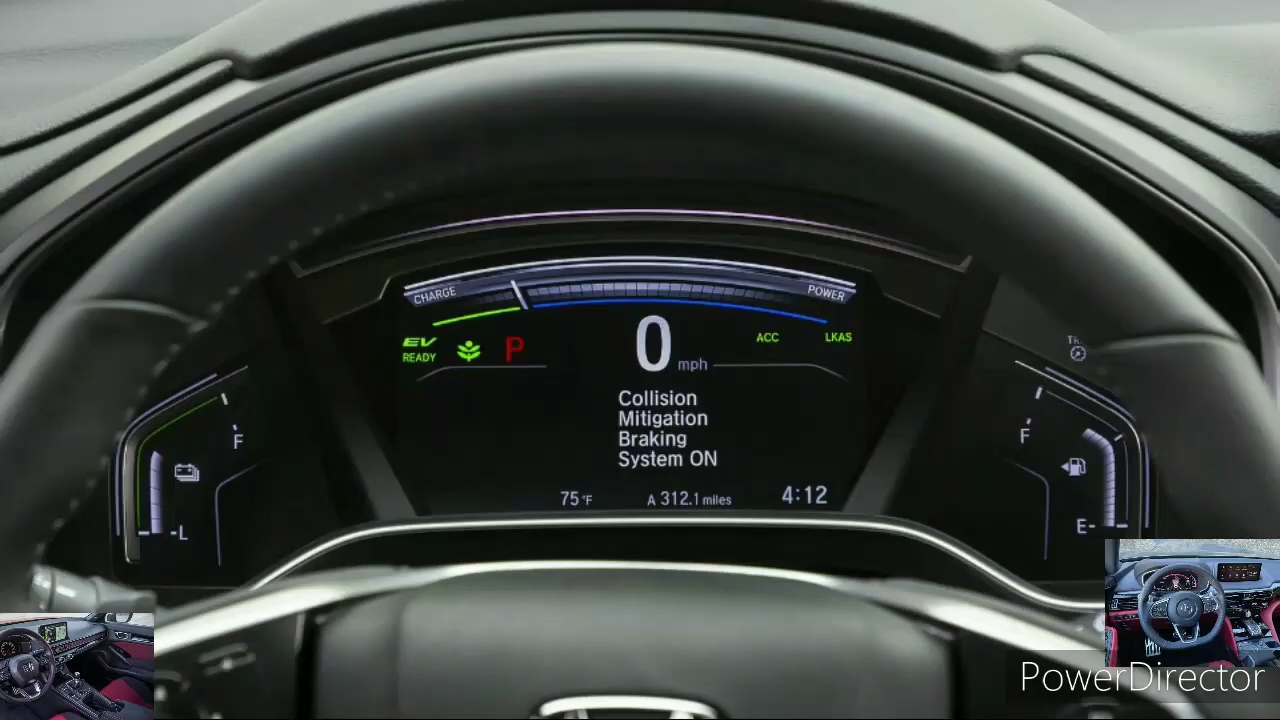 CHARGE
POWER
EV
READY
P
0 mph
ACC
LKAS
Collision
Mitigation
Braking
System ON
75°F
A 312.1 miles
4:12
F
L
F
E
PowerDirector